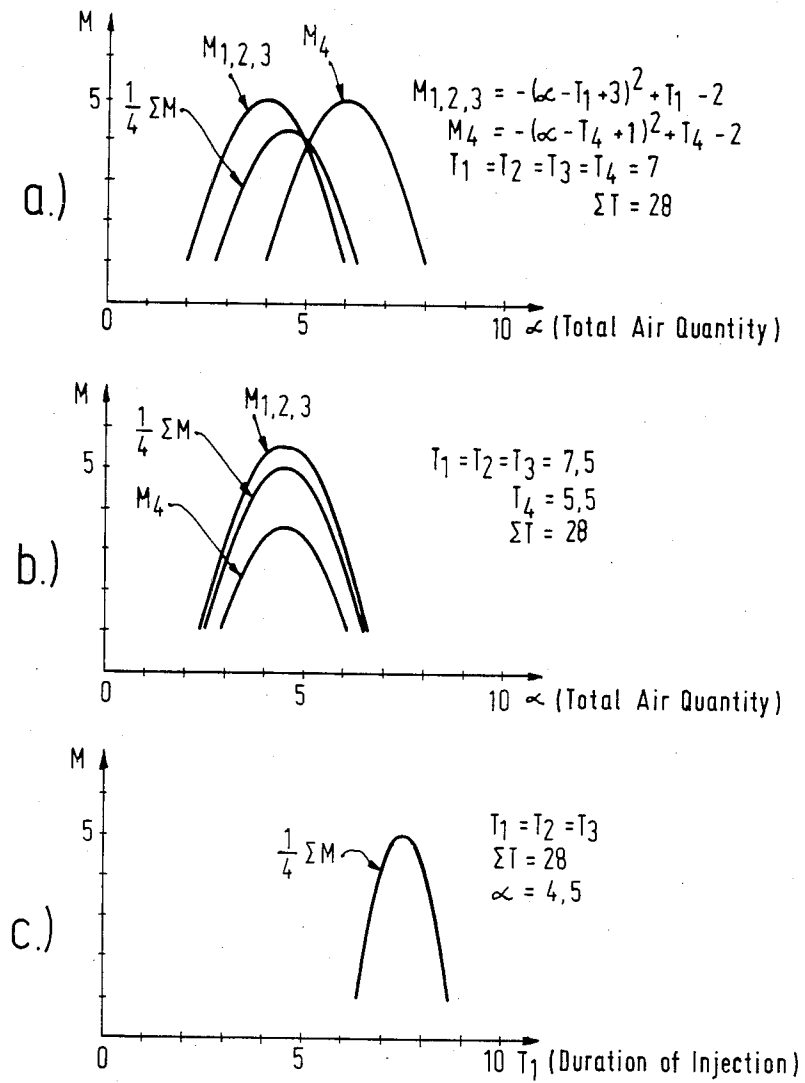 a.)
M
M1,2,3
M4
1/4 ΣM
5
M1,2,3 = -(α-T1+3)² + T1 -2
M4 = -(α-T4+1)² + T4 -2
T1 = T2 = T3 = T4 = 7
ΣT = 28
0 5 10 α (Total Air Quantity)
b.)
M
M1,2,3
1/4 ΣM
5
M4
T1 = T2 = T3 = 7,5
T4 = 5,5
ΣT = 28
0 5 10 α (Total Air Quantity)
c.)
M
5
1/4 ΣM
T1 = T2 = T3
ΣT = 28
α = 4,5
0 5 10 T1 (Duration of Injection)